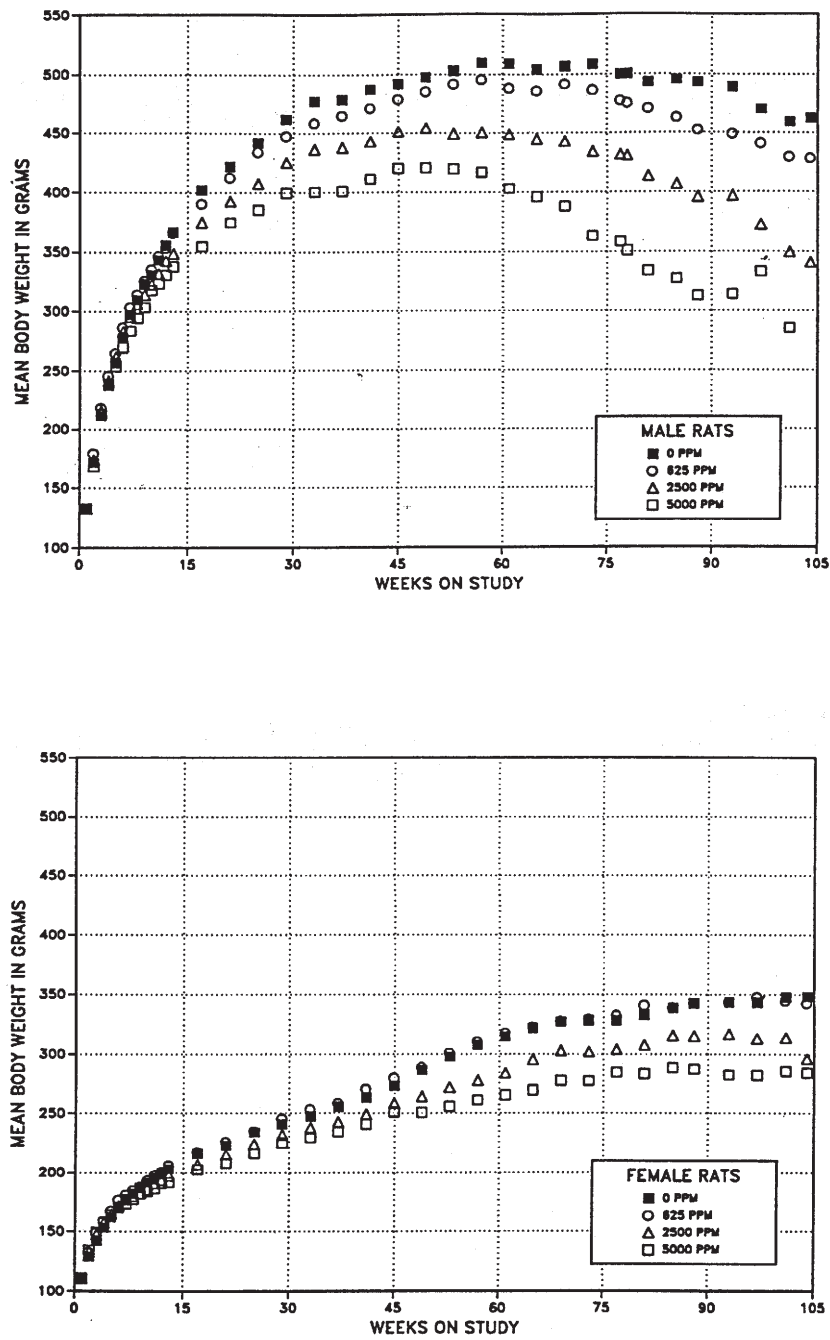 550
500
450
400
350
300
250
200
150
100
MEAN BODY WEIGHT IN GRAMS
MALE RATS
0 PPM
625 PPM
2500 PPM
5000 PPM
0 15 30 45 60 75 90 105
WEEKS ON STUDY
550
500
450
400
350
300
250
200
150
100
MEAN BODY WEIGHT IN GRAMS
FEMALE RATS
0 PPM
625 PPM
2500 PPM
5000 PPM
0 15 30 45 60 75 90 105
WEEKS ON STUDY